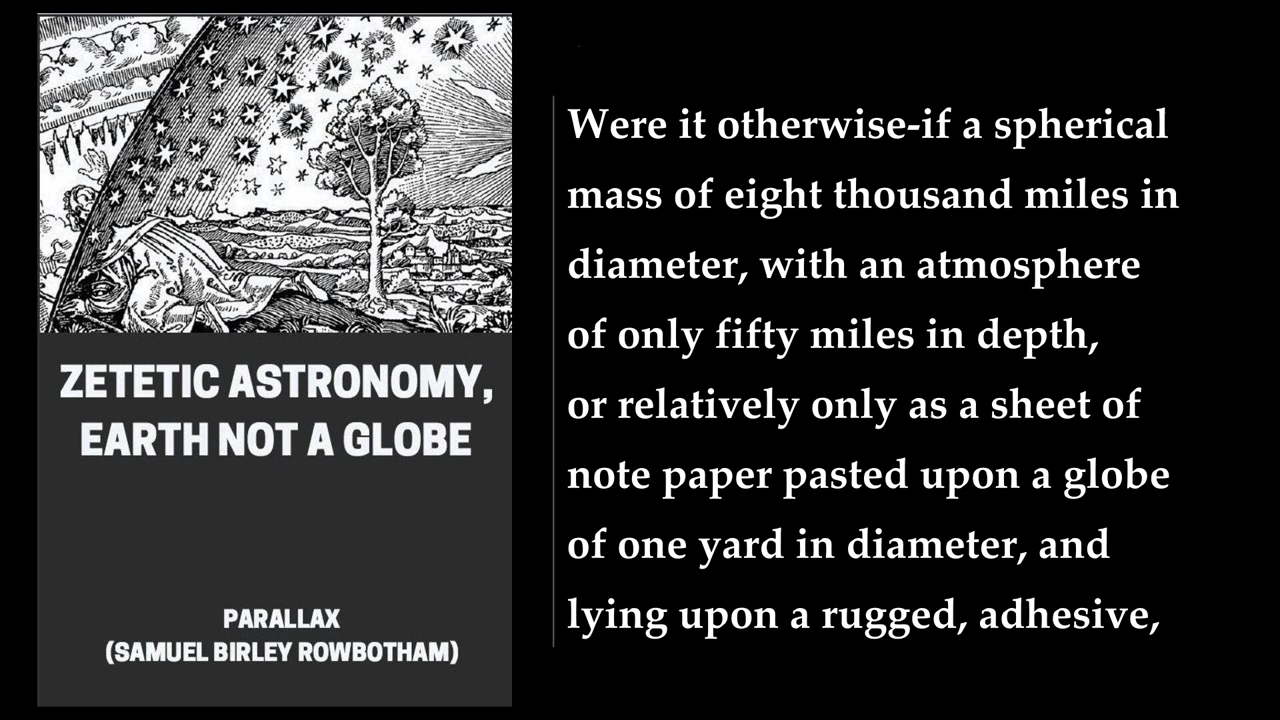 ZETETIC ASTRONOMY,
EARTH NOT A GLOBE
PARALLAX
(SAMUEL BIRLEY ROWBOTHAM)
Were it otherwise-if a spherical
mass of eight thousand miles in
diameter, with an atmosphere
of only fifty miles in depth,
or relatively only as a sheet of
note paper pasted upon a globe
of one yard in diameter, and
lying upon a rugged, adhesive,